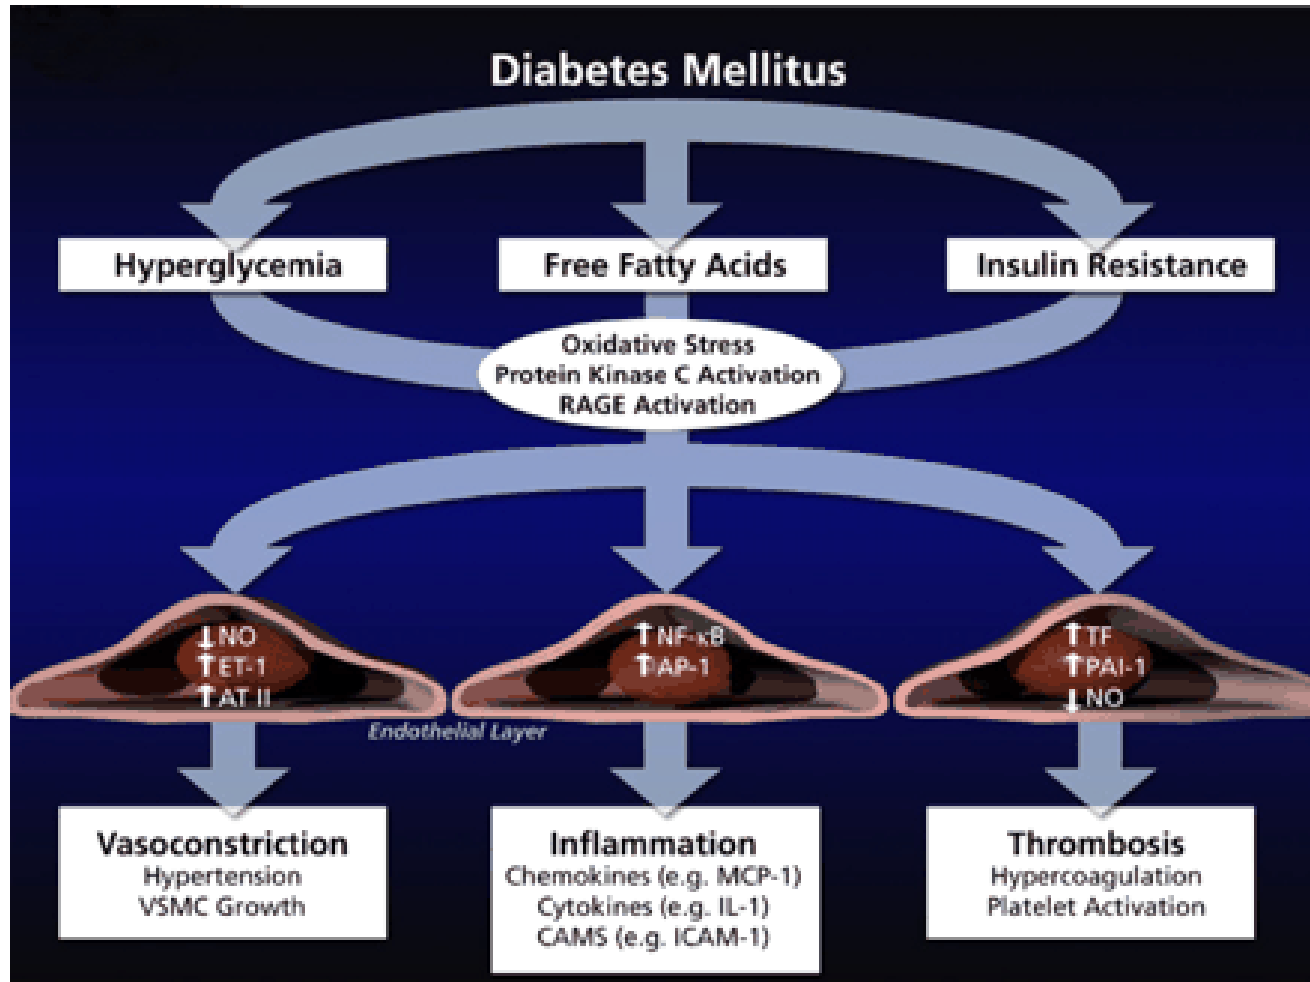 Diabetes Mellitus
Hyperglycemia
Free Fatty Acids
Insulin Resistance
Oxidative Stress
Protein Kinase C Activation
RAGE Activation
↓NO
↑ET-1
↑AT II
↑NF-κB
↑AP-1
↑TF
↑PAI-1
↓NO
Endothelial Layer
Vasoconstriction
Hypertension
VSMC Growth
Inflammation
Chemokines (e.g. MCP-1)
Cytokines (e.g. IL-1)
CAMS (e.g. ICAM-1)
Thrombosis
Hypercoagulation
Platelet Activation